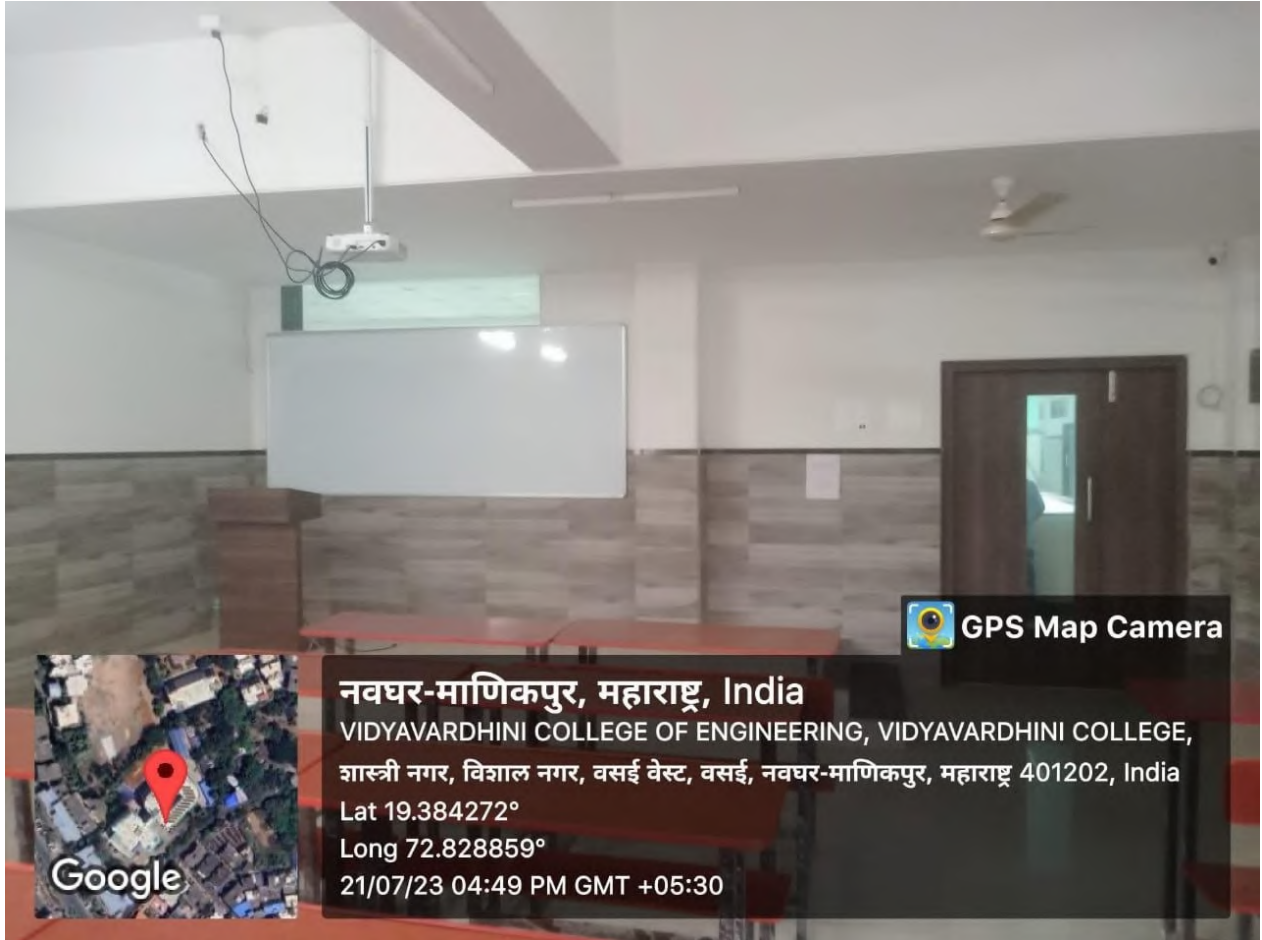 GPS Map Camera
नवघर-माणिकपुर, महाराष्ट्र, India
VIDYAVARDHINI COLLEGE OF ENGINEERING, VIDYAVARDHINI COLLEGE,
शास्त्री नगर, विशाल नगर, वसई वेस्ट, वसई, नवघर-माणिकपुर, महाराष्ट्र 401202, India
Lat 19.384272°
Long 72.828859°
21/07/23 04:49 PM GMT +05:30
Google